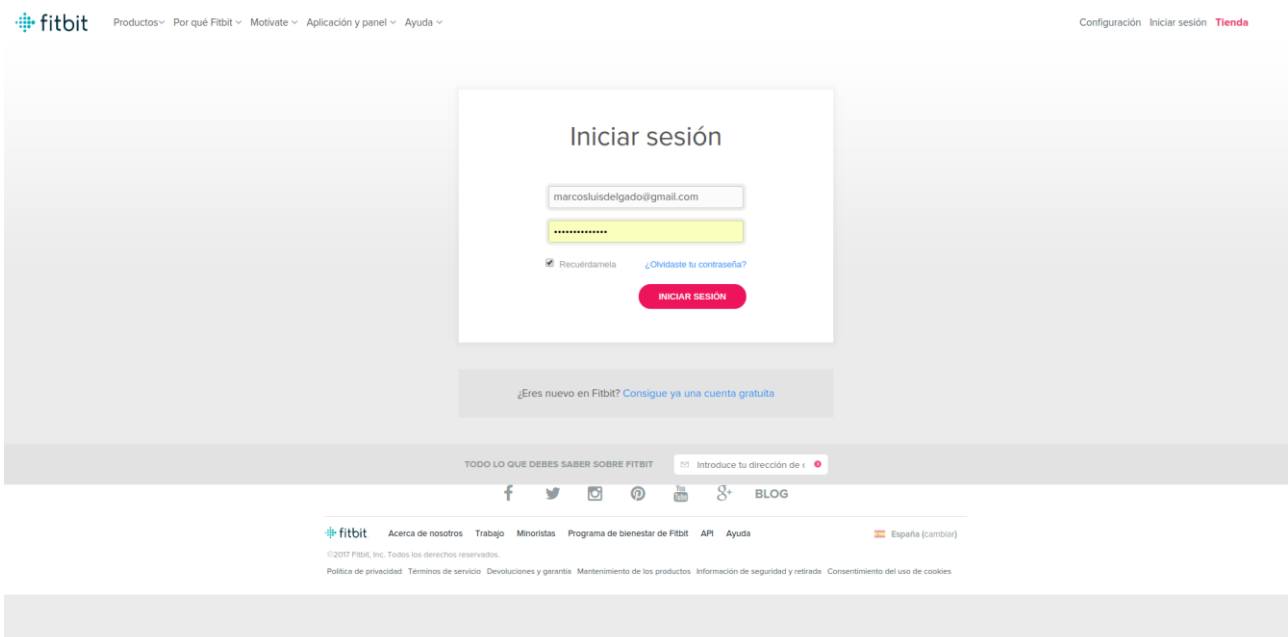 fitbit Productos Por qué Fitbit Motívate Aplicación y panel Ayuda Configuración Iniciar sesión Tienda
Iniciar sesión
marcosluisdelgado@gmail.com
••••••••••••••
Recuérdamela ¿Olvidaste tu contraseña?
INICIAR SESIÓN
¿Eres nuevo en Fitbit? Consigue ya una cuenta gratuita
TODO LO QUE DEBES SABER SOBRE FITBIT Introduce tu dirección de c
You Tube g+ BLOG
fitbit Acerca de nosotros Trabajo Minoristas Programa de bienestar de Fitbit API Ayuda España (cambiar)
©2017 Fitbit, Inc. Todos los derechos reservados.
Política de privacidad Términos de servicio Devoluciones y garantía Mantenimiento de los productos Información de seguridad y retirada Consentimiento del uso de cookies